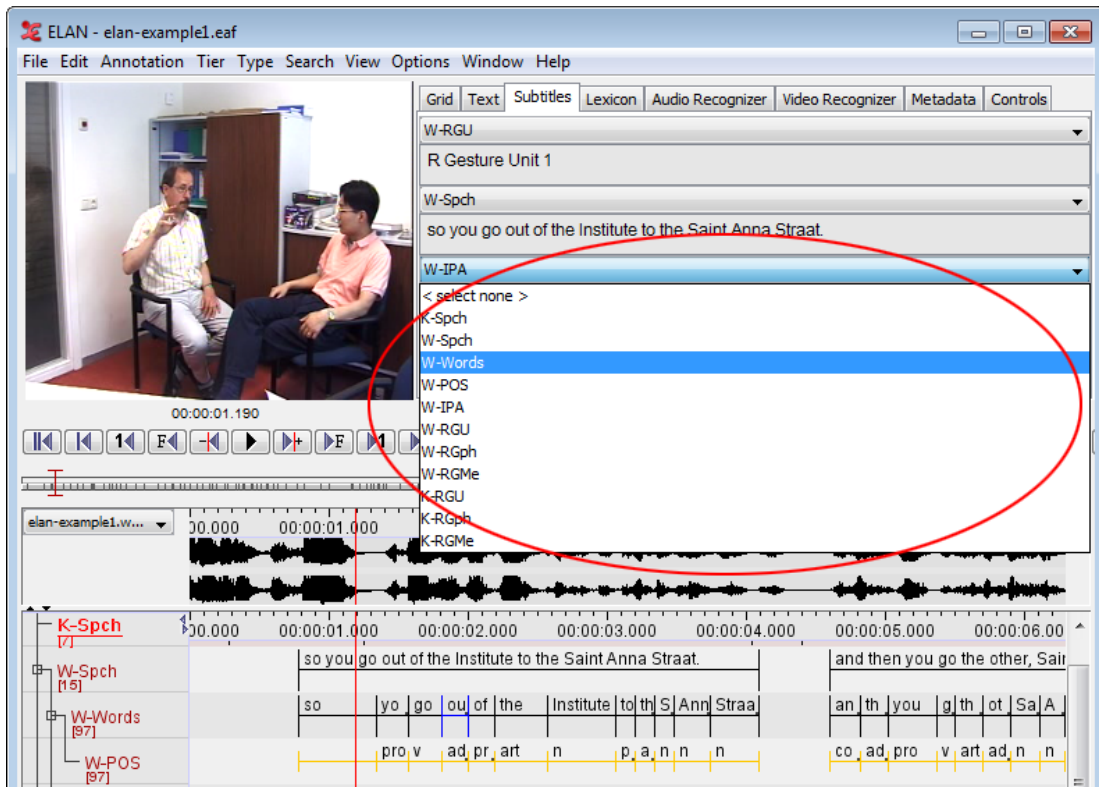 ELAN - elan-example1.eaf
File Edit Annotation Tier Type Search View Options Window Help
Grid Text Subtitles Lexicon Audio Recognizer Video Recognizer Metadata Controls
W-RGU
R Gesture Unit 1
W-Spch
so you go out of the Institute to the Saint Anna Straat.
W-IPA
< select none >
K-Spch
W-Spch
W-Words
W-POS
W-IPA
W-RGU
W-RGph
W-RGMe
K-RGU
K-RGph
K-RGMe
00:00:01.190
1 F - + F 1
elan-example1.w...
00.000 00:00:01.000
K-Spch
[7]
00.000 00:00:01.000 00:00:02.000 00:00:03.000 00:00:04.000 00:00:05.000 00:00:06.00
W-Spch
[15]
so you go out of the Institute to the Saint Anna Straat. and then you go the other, Sair
W-Words
[97]
so yo go ou of the Institute to th S Ann Straa an th you g th ot Sa A
W-POS
[97]
pro v ad pr art n p a n n n co ad pro v art ad n n